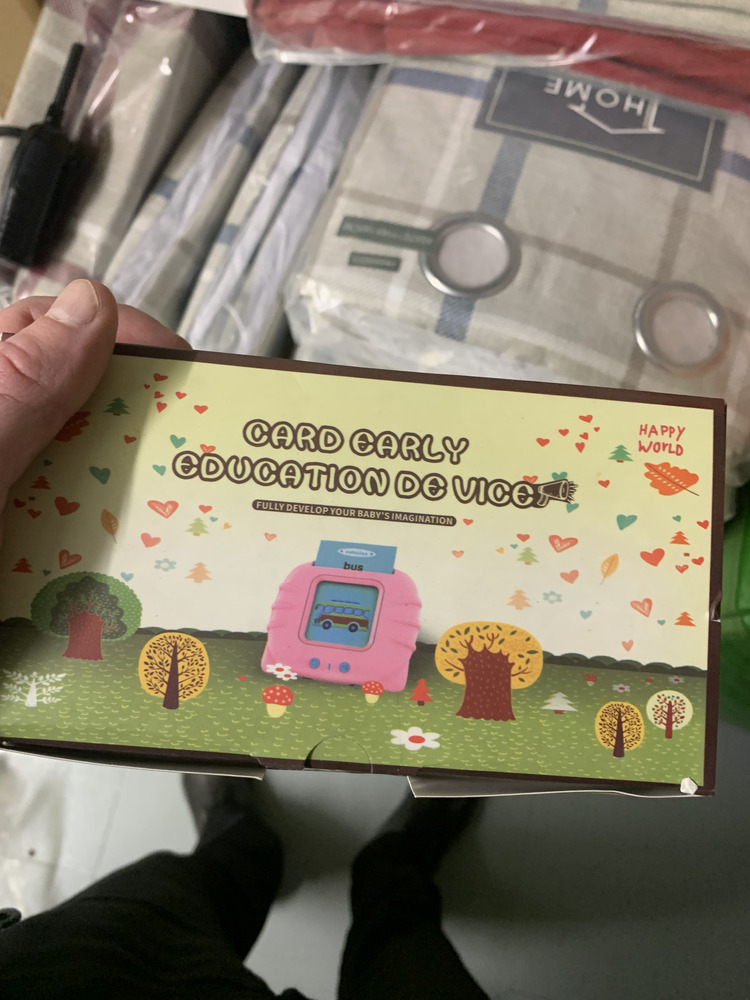 HOME
CARD EARLY
EDUCATION DE VICE
FULLY DEVELOP YOUR BABY'S IMAGINATION
HAPPY
WORLD
bus